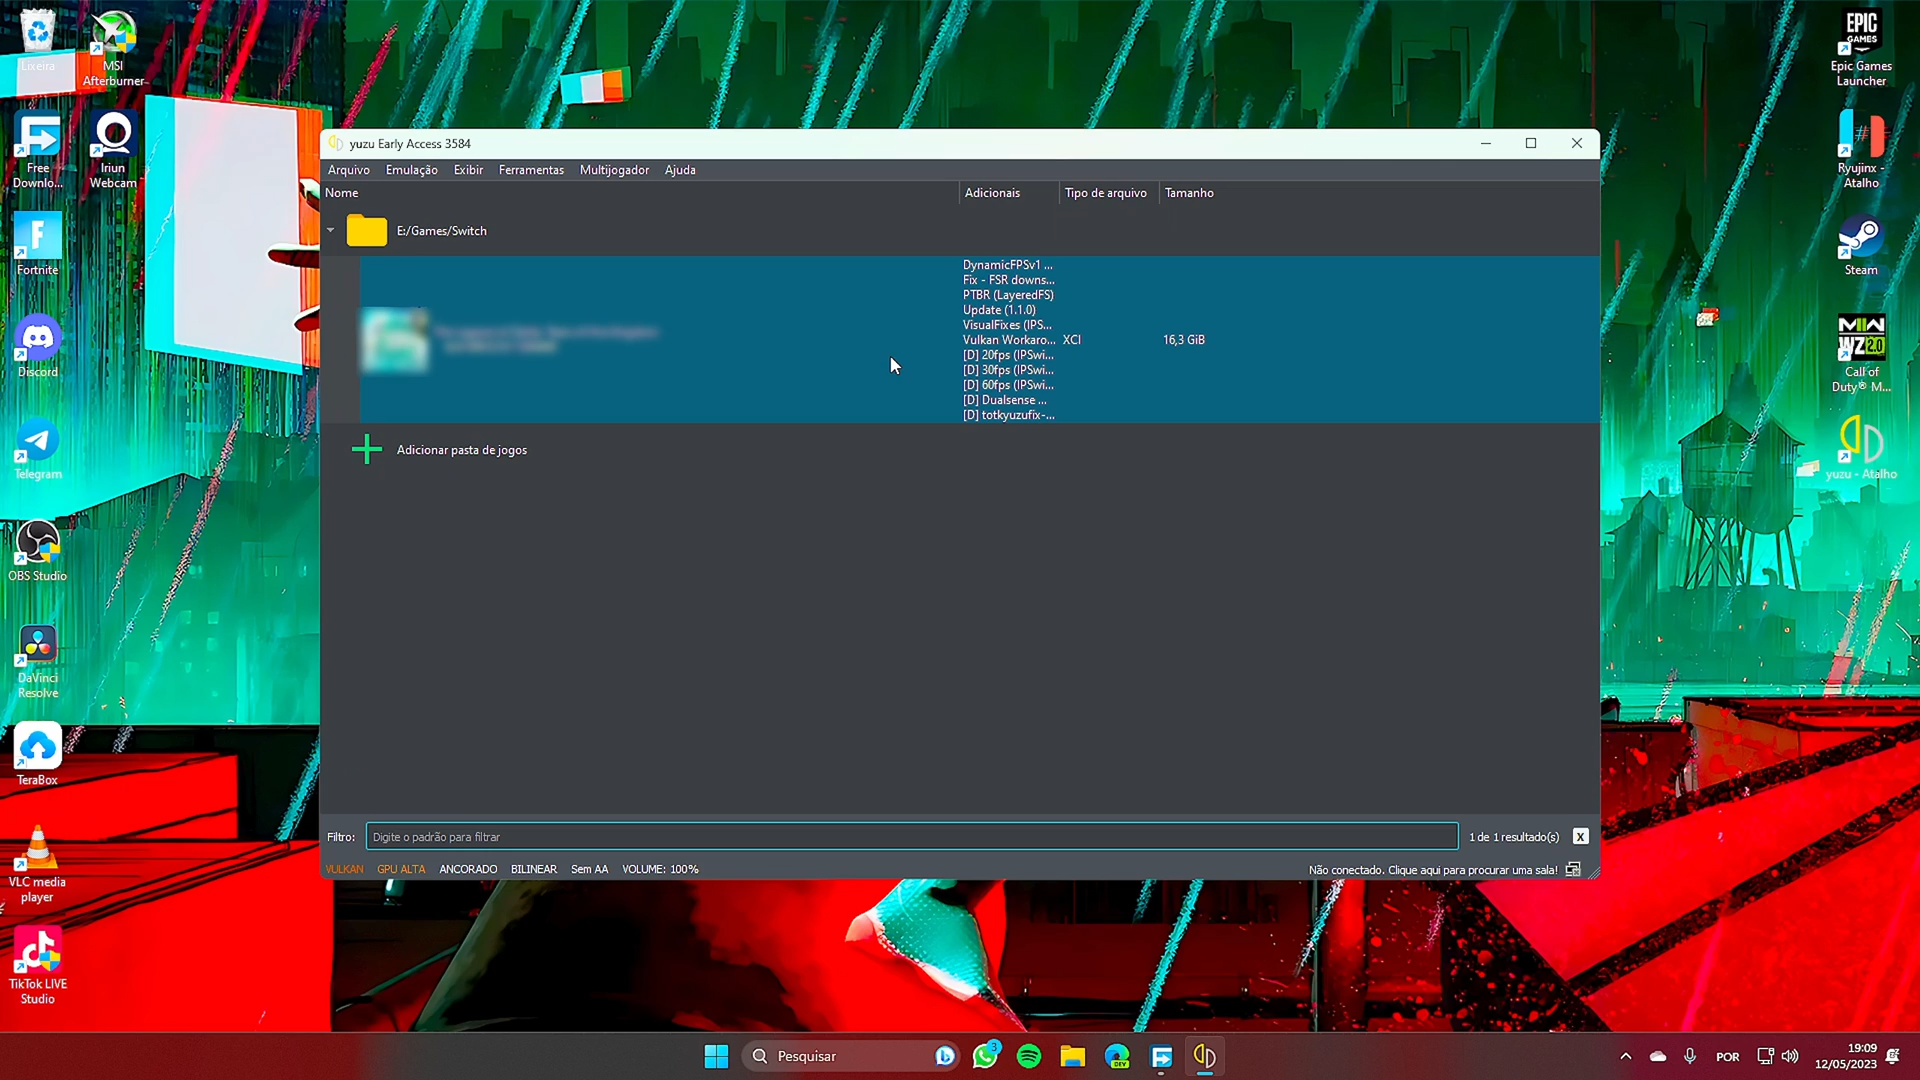 Lixeira
MSI
Afterburner
Free
Downlo...
Iriun
Webcam
Fortnite
Discord
Telegram
OBS Studio
DaVinci
Resolve
TeraBox
VLC media
player
TikTok LIVE
Studio
EPIC
GAMES
Epic Games
Launcher
Ryujinx -
Atalho
Steam
MW
WZ 2.0
Call of
Duty® M...
yuzu - Atalho
yuzu Early Access 3584
Arquivo Emulação Exibir Ferramentas Multijogador Ajuda
Nome Adicionais Tipo de arquivo Tamanho
E:/Games/Switch
DynamicFPSv1 ...
Fix - FSR downs...
PTBR (LayeredFS)
Update (1.1.0)
VisualFixes (IPS...
Vulkan Workaro... XCI 16,3 GiB
[D] 20fps (IPSwi...
[D] 30fps (IPSwi...
[D] 60fps (IPSwi...
[D] Dualsense ...
[D] totkyuzufix-...
Adicionar pasta de jogos
Filtro: Digite o padrão para filtrar 1 de 1 resultado(s) X
VULKAN GPU ALTA ANCORADO BILINEAR Sem AA VOLUME: 100% Não conectado. Clique aqui para procurar uma sala!
Pesquisar
3
DEV
POR
19:09
12/05/2023